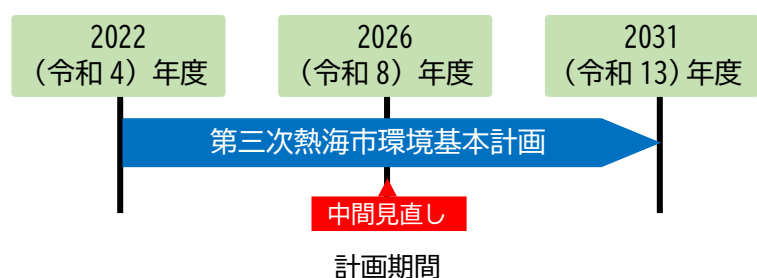 2022
（令和 4）年度
2026
（令和 8）年度
2031
（令和 13）年度
第三次熱海市環境基本計画
中間見直し
計画期間